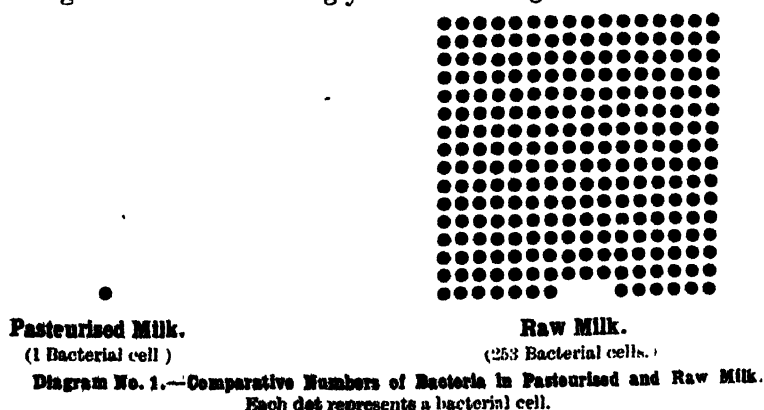 Pasteurised Milk.
(1 Bacterial cell )
Raw Milk.
(253 Bacterial cells.)
Diagram No. 1.—Comparative Numbers of Bacteria in Pasteurised and Raw Milk.
Each dot represents a bacterial cell.